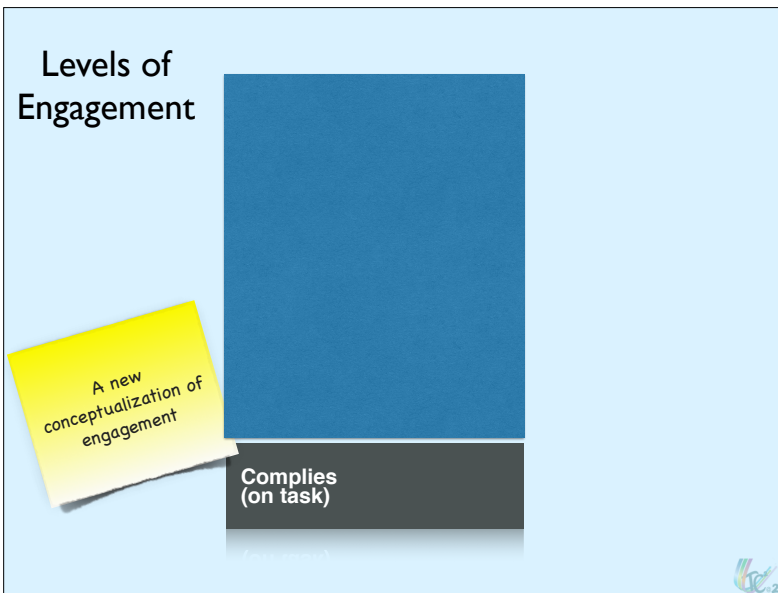 Levels of
Engagement
A new
conceptualization of
engagement
Complies
(on task)